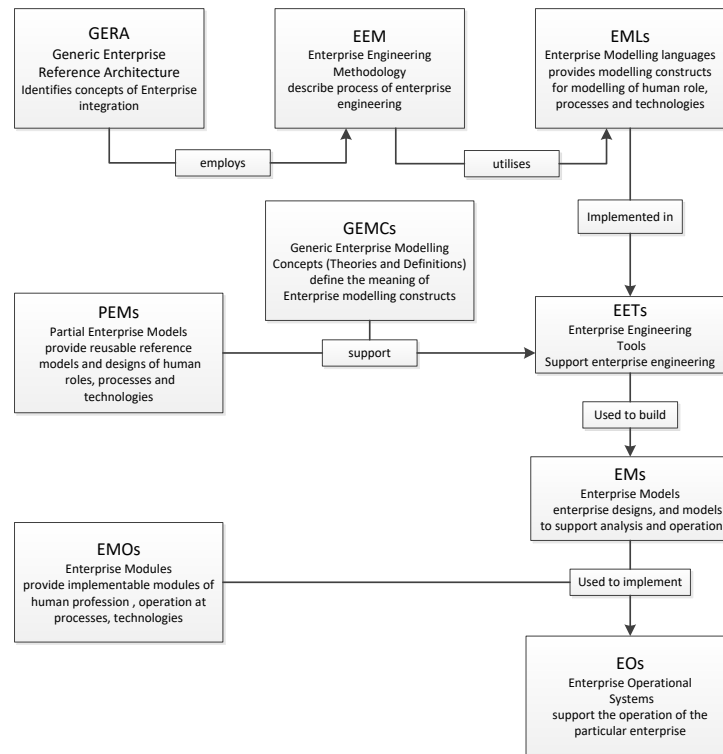 GERA
Generic Enterprise
Reference Architecture
Identifies concepts of Enterprise
integration
EEM
Enterprise Engineering
Methodology
describe process of enterprise
engineering
EMLs
Enterprise Modelling languages
provides modelling constructs
for modelling of human role,
processes and technologies
employs
utilises
Implemented in
GEMCs
Generic Enterprise Modelling
Concepts (Theories and Definitions)
define the meaning of
Enterprise modelling constructs
PEMs
Partial Enterprise Models
provide reusable reference
models and designs of human
roles, processes and
technologies
support
EETs
Enterprise Engineering
Tools
Support enterprise engineering
Used to build
EMs
Enterprise Models
enterprise designs, and models
to support analysis and operation
EMOs
Enterprise Modules
provide implementable modules of
human profession , operation at
processes, technologies
Used to implement
EOs
Enterprise Operational
Systems
support the operation of the
particular enterprise